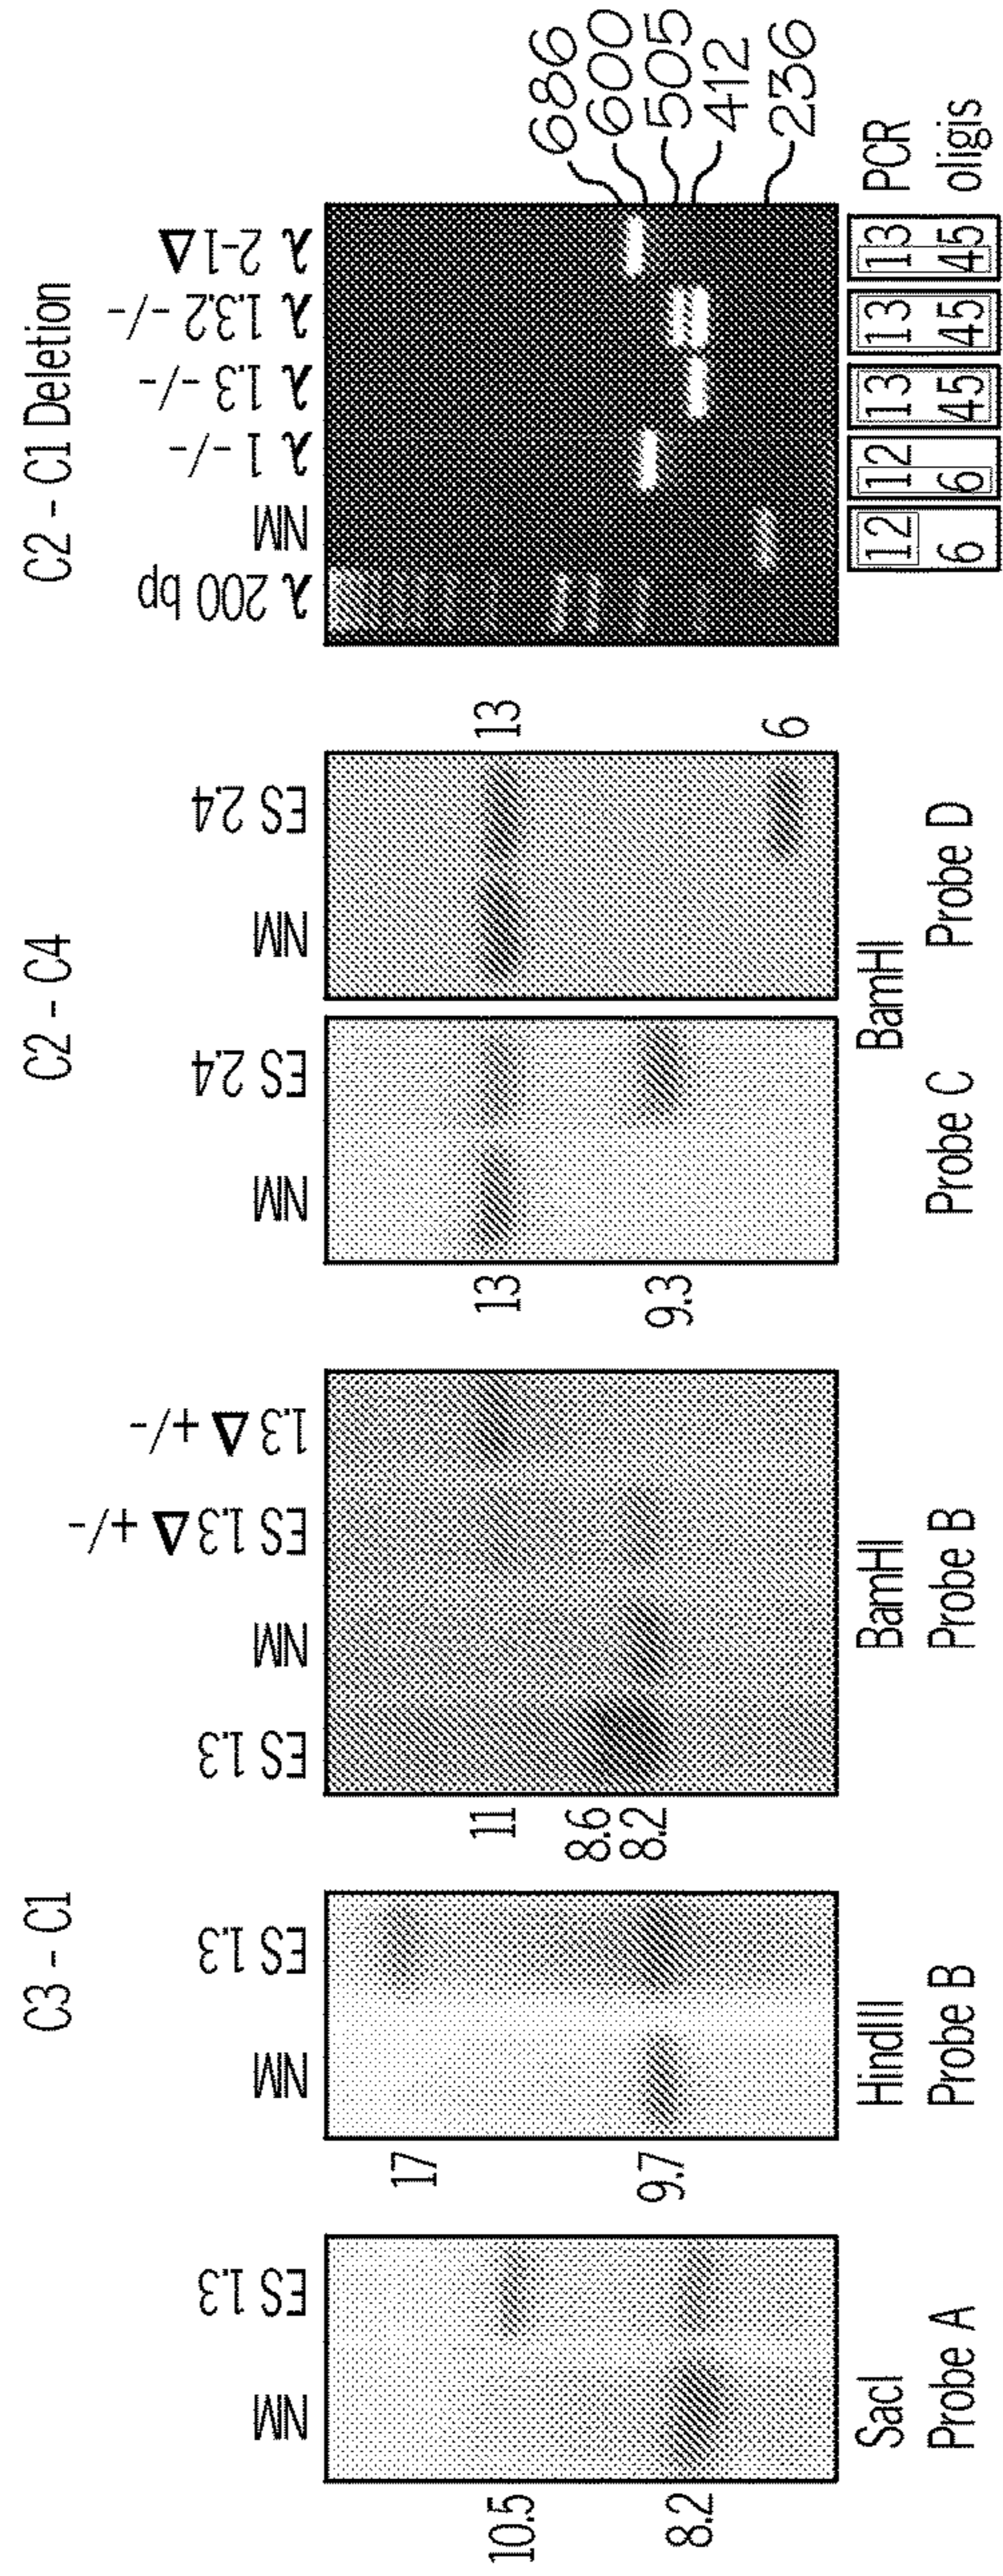 C3 - C1
NM
ES 1.3
10.5
8.2
SacI
Probe A
NM
ES 1.3
17
9.7
HindIII
Probe B
ES 1.3
NM
ES 1.3 Δ +/-
1.3 Δ +/-
11
8.6
8.2
BamHI
Probe B
C2 - C4
NM
ES 2.4
13
9.3
Probe C
NM
ES 2.4
13
6
BamHI
Probe D
C2 - C1 Deletion
λ 200 bp
NM
λ 1 -/-
λ 1.3 -/-
λ 1.3.2 -/-
λ 2-1 Δ
686
600
505
412
236
12 12 13 13 13 PCR
6 6 45 45 45 oligis